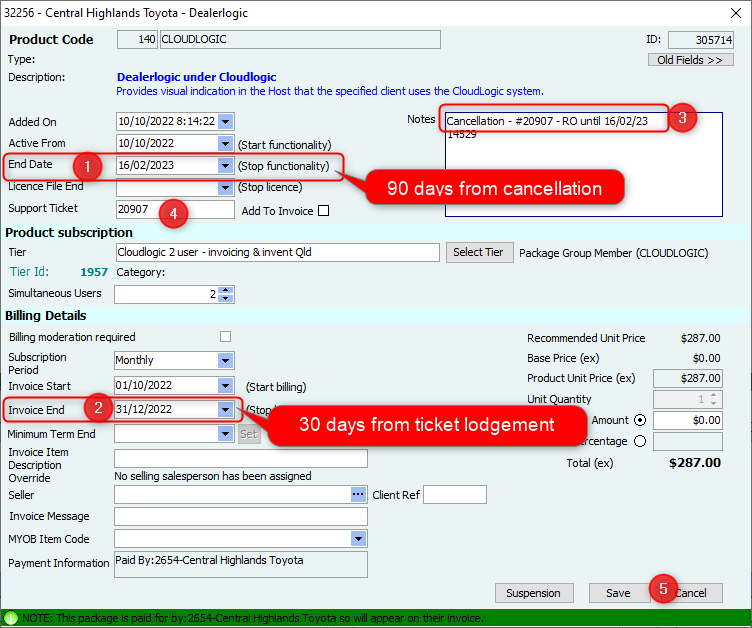 32256 - Central Highlands Toyota - Dealerlogic
Product Code 140 CLOUDLOGIC ID: 305714
Type: Old Fields >>
Description: Dealerlogic under Cloudlogic
Provides visual indication in the Host that the specified client uses the CloudLogic system.
Added On 10/10/2022 8:14:22 Notes Cancellation - #20907 - RO until 16/02/23 3
14529
Active From 10/10/2022 (Start functionality)
End Date 1 16/02/2023 (Stop functionality)
90 days from cancellation
Licence File End (Stop licence)
Support Ticket 20907 4 Add To Invoice
Product subscription
Tier Cloudlogic 2 user - invoicing & invent Qld Select Tier Package Group Member (CLOUDLOGIC)
Tier Id: 1957 Category:
Simultaneous Users 2
Billing Details
Billing moderation required Recommended Unit Price $287.00
Subscription Period Monthly Base Price (ex) $0.00
Invoice Start 01/10/2022 (Start billing) Product Unit Price (ex) $287.00
Unit Quantity 1
Invoice End 2 31/12/2022
30 days from ticket lodgement
Amount $0.00
Minimum Term End Set
Invoice Item Description Override
Total (ex) $287.00
No selling salesperson has been assigned
Seller ... Client Ref
Invoice Message
MYOB Item Code
Payment Information Paid By:2654-Central Highlands Toyota
Suspension Save 5 Cancel
NOTE: This package is paid for by:2654-Central Highlands Toyota so will appear on their invoice.